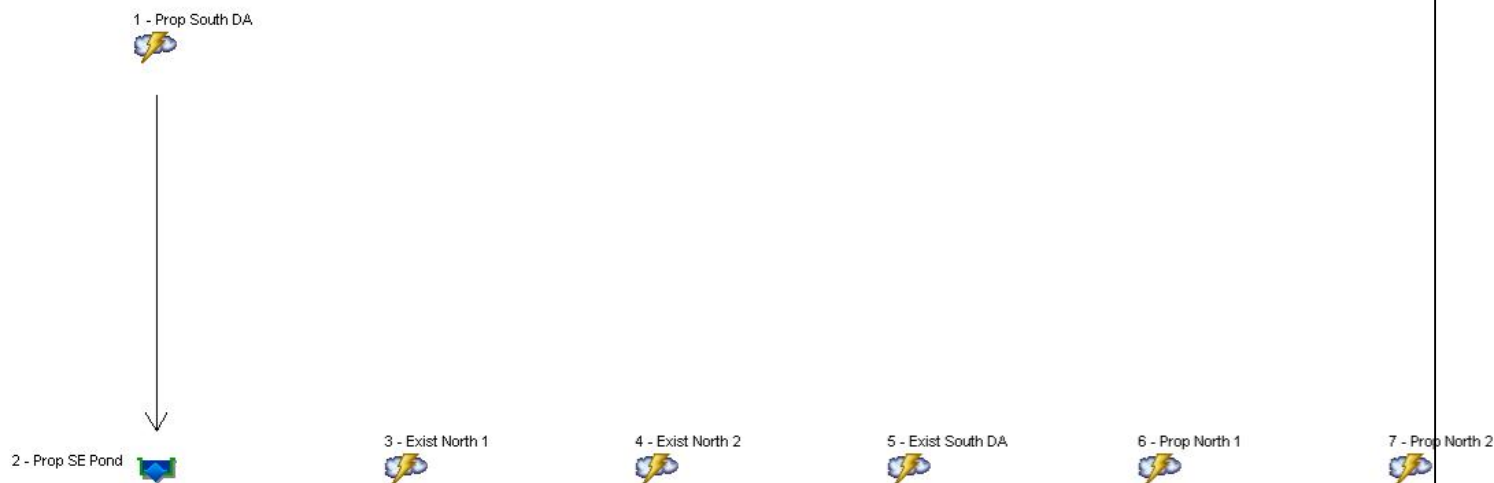 1 - Prop South DA
2 - Prop SE Pond
3 - Exist North 1
4 - Exist North 2
5 - Exist South DA
6 - Prop North 1
7 - Prop North 2